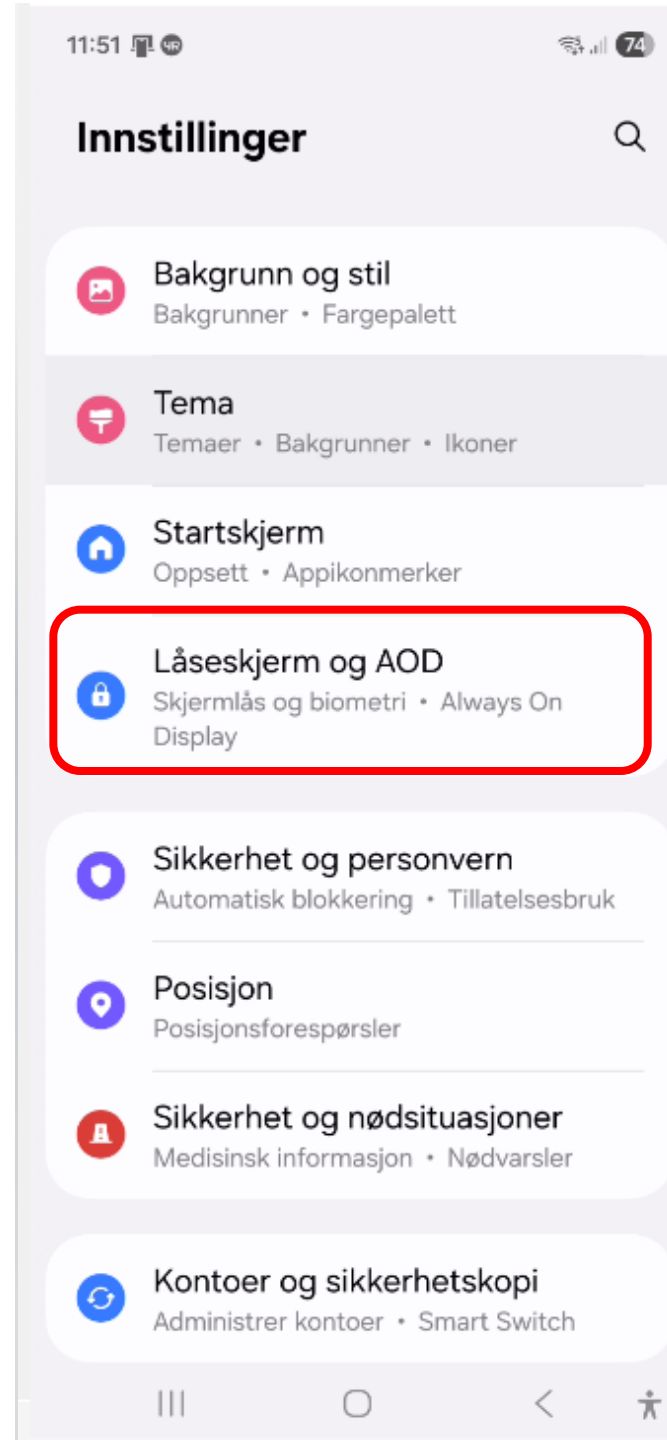 11:51 YR 74
Innstillinger
Bakgrunn og stil
Bakgrunner • Fargepalett
Tema
Temaer • Bakgrunner • Ikoner
Startskjerm
Oppsett • Appikonmerker
Låseskjerm og AOD
Skjermlås og biometri • Always On
Display
Sikkerhet og personvern
Automatisk blokkering • Tillatelsesbruk
Posisjon
Posisjonsforespørsler
Sikkerhet og nødsituasjoner
Medisinsk informasjon • Nødvarsler
Kontoer og sikkerhetskopi
Administrer kontoer • Smart Switch